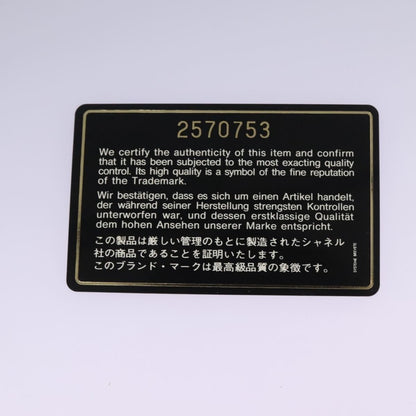 2570753
We certify the authenticity of this item and confirm
that it has been subjected to the most exacting quality
control. Its high quality is a symbol of the fine reputation
of the Trademark.
Wir bestätigen, dass es sich um einen Artikel handelt,
der während seiner Herstellung strengsten Kontrollen
unterworfen war, und dessen erstklassige Qualität
dem hohen Ansehen unserer Marke entspricht.
この製品は厳しい管理のもとに製造されたシャネル
社の商品であることを証明いたします。
このブランド・マークは最高級品質の象徴です。